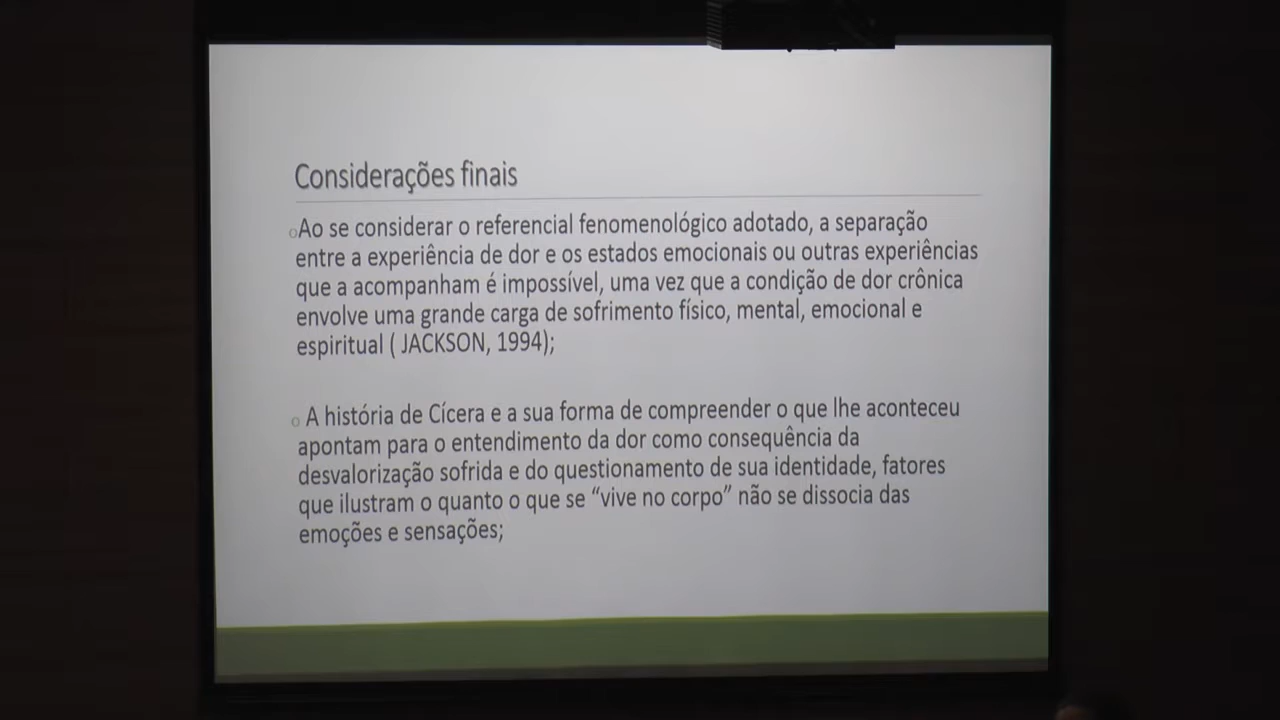 Considerações finais
oAo se considerar o referencial fenomenológico adotado, a separação
entre a experiência de dor e os estados emocionais ou outras experiências
que a acompanham é impossível, uma vez que a condição de dor crônica
envolve uma grande carga de sofrimento físico, mental, emocional e
espiritual ( JACKSON, 1994);
o A história de Cícera e a sua forma de compreender o que lhe aconteceu
apontam para o entendimento da dor como consequência da
desvalorização sofrida e do questionamento de sua identidade, fatores
que ilustram o quanto o que se “vive no corpo” não se dissocia das
emoções e sensações;